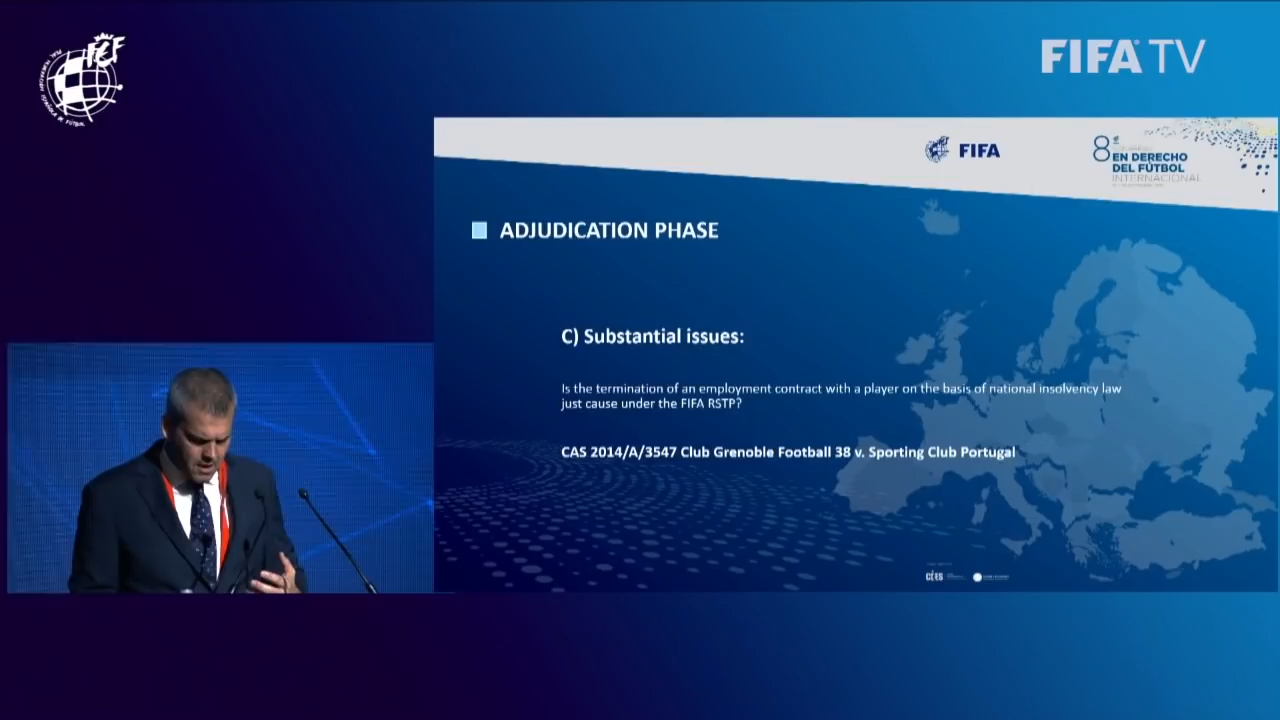 FIFA TV
FIFA
8
EN DERECHO
DEL FÚTBOL
INTERNACIONAL
ADJUDICATION PHASE
C) Substantial issues:
Is the termination of an employment contract with a player on the basis of national insolvency law
just cause under the FIFA RSTP?
CAS 2014/A/3547 Club Grenoble Football 38 v. Sporting Club Portugal